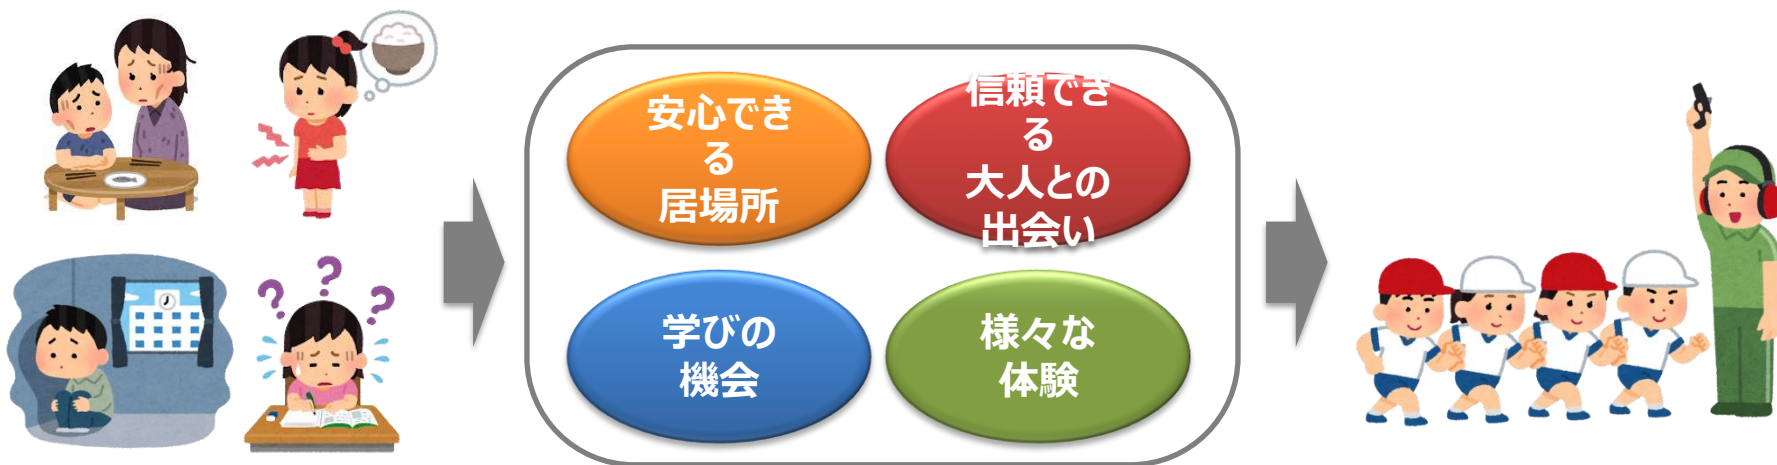 安心でき
る
居場所
信頼でき
る
大人との
出会い
学びの
機会
様々な
体験
? ? ?